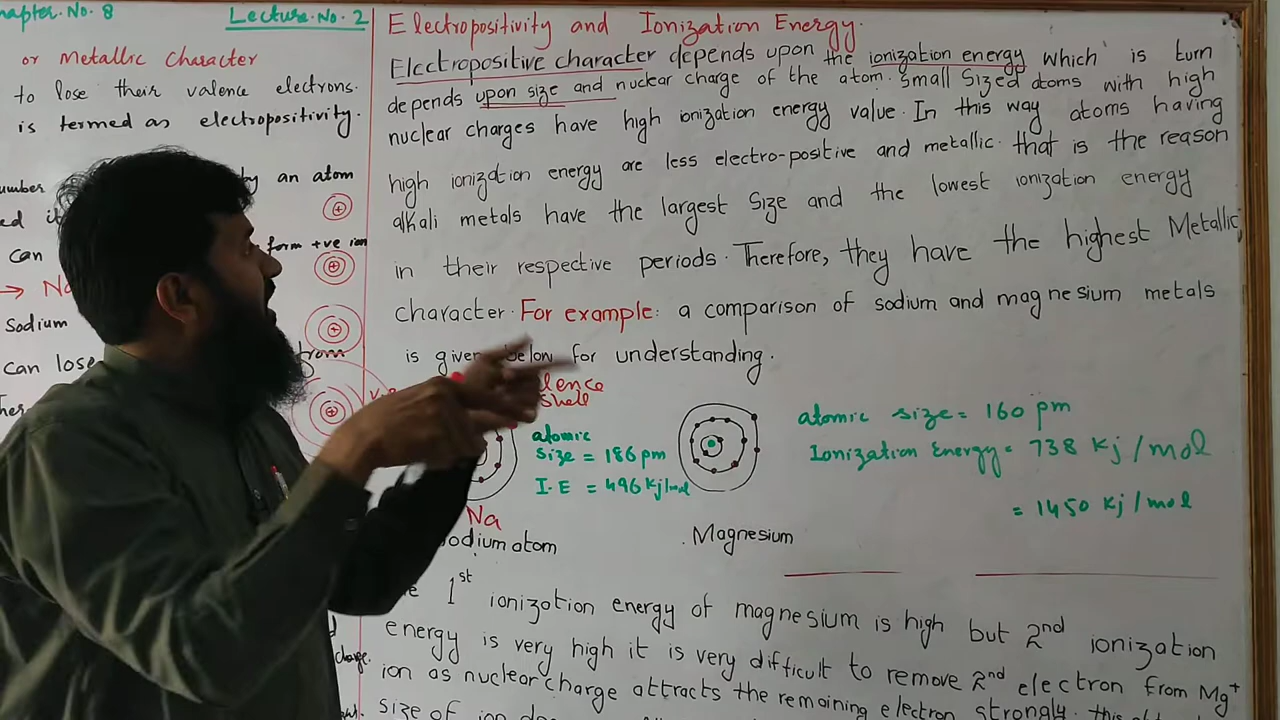 Chapter. No. 8
Lecture. No. 2
or Metallic Character
to lose their valence electrons.
is termed as electropositivity.
by an atom
can
form +ve ion
→ Na
Sodium
can lose
from
charge.
Electropositivity and Ionization Energy.
Electropositive character depends upon the ionization energy which is turn
depends upon size and nuclear charge of the atom. Small Sized atoms with high
nuclear charges have high ionization energy value. In this way atoms having
high ionization energy are less electro-positive and metallic. that is the reason
alkali metals have the largest Size and the lowest ionization energy
in their respective periods. Therefore, they have the highest Metallic
character. For example: a comparison of sodium and magnesium metals
is given below for understanding.
lence
shell
atomic
size = 186 pm
I.E = 496 Kj/mol
Na
Sodium atom
Magnesium
atomic size = 160 pm
Ionization Energy = 738 Kj/mol
= 1450 Kj/mol
1st ionization energy of magnesium is high but 2nd ionization
energy is very high it is very difficult to remove 2nd electron from Mg+
ion as nuclear charge attracts the remaining electron strongly.
size of ion